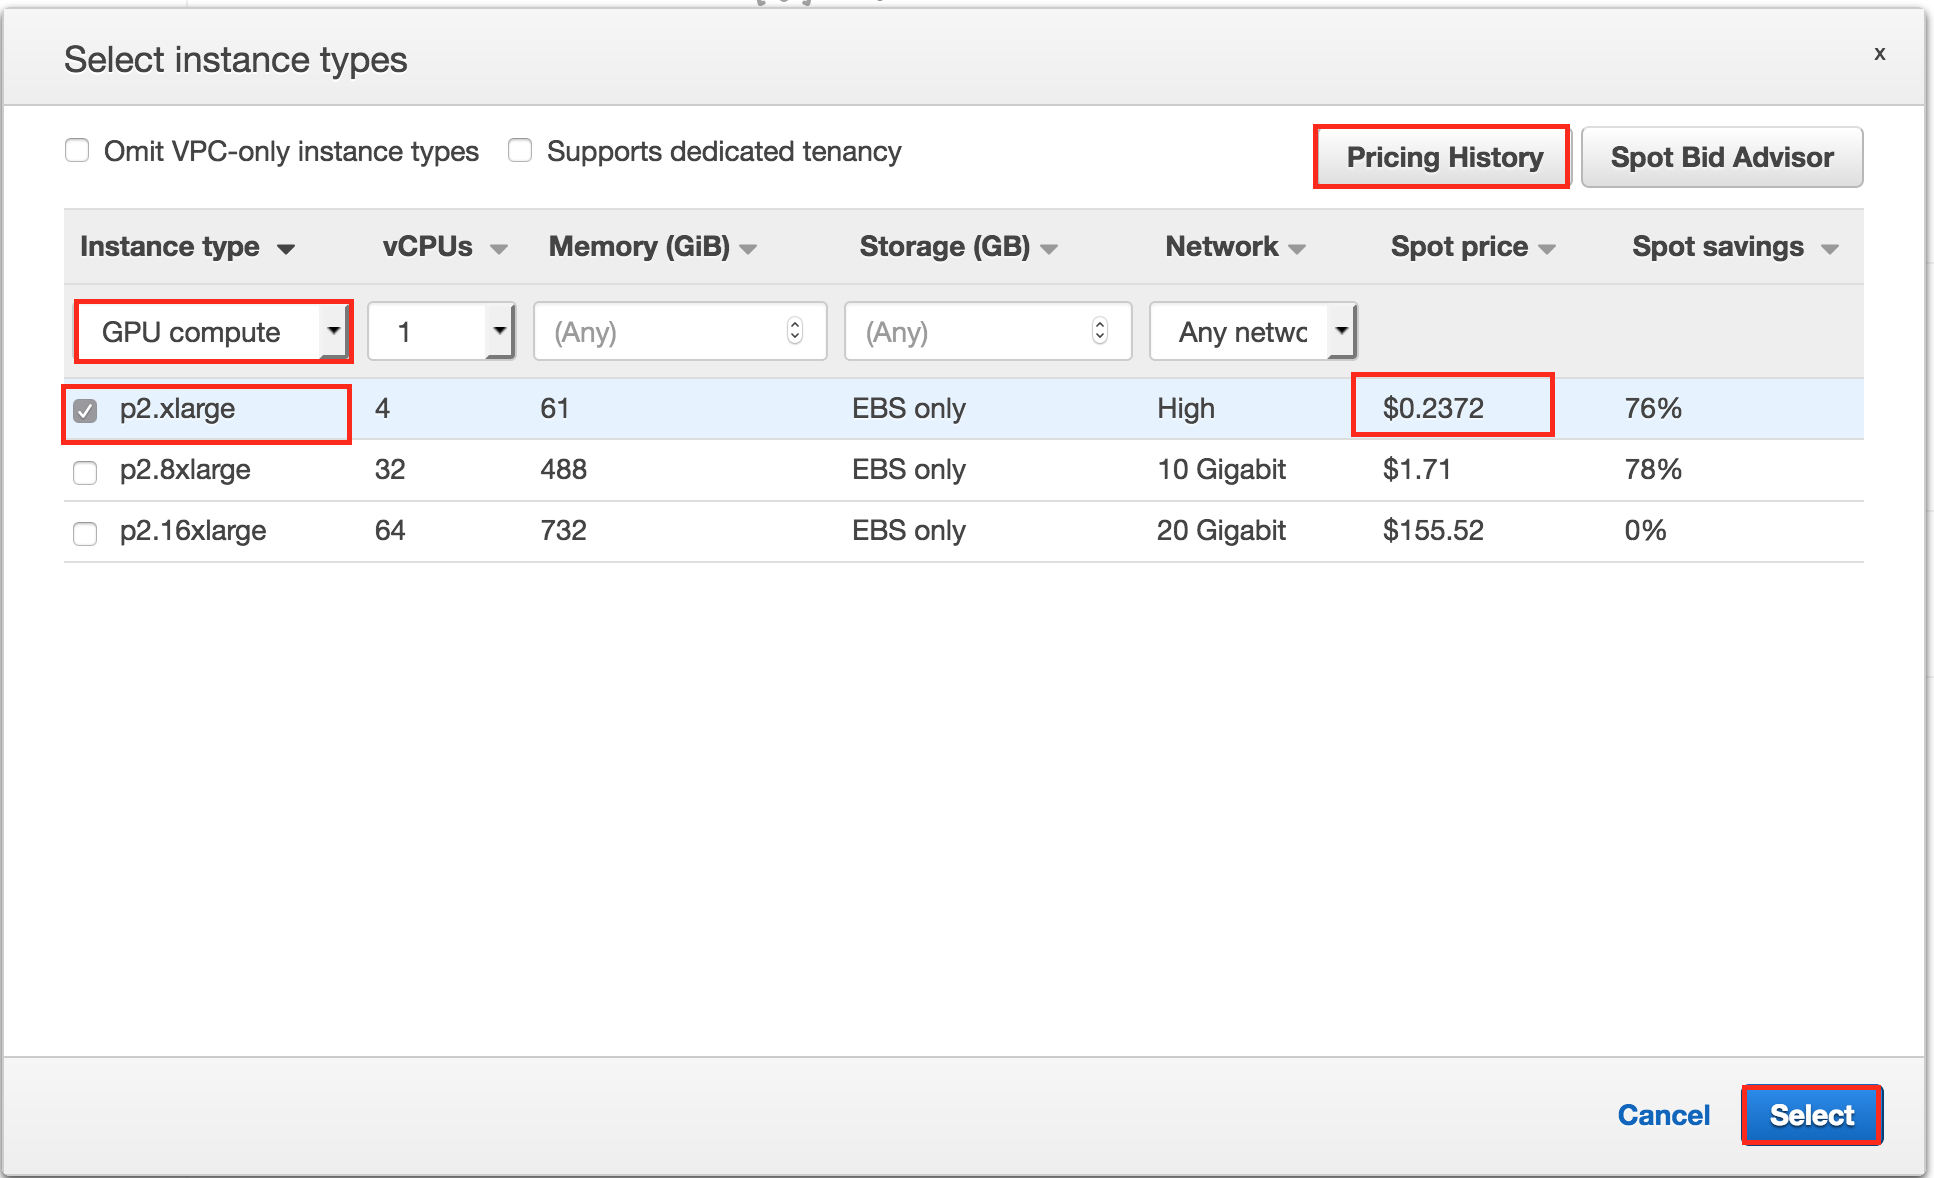 Select instance types x
Omit VPC-only instance types Supports dedicated tenancy Pricing History Spot Bid Advisor
Instance type vCPUs Memory (GiB) Storage (GB) Network Spot price Spot savings
GPU compute 1 (Any) (Any) Any netwc
p2.xlarge 4 61 EBS only High $0.2372 76%
p2.8xlarge 32 488 EBS only 10 Gigabit $1.71 78%
p2.16xlarge 64 732 EBS only 20 Gigabit $155.52 0%
Cancel Select